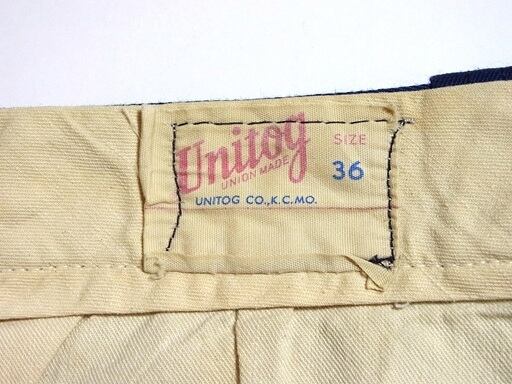 Unitog
UNION MADE
SIZE
36
UNITOG CO., K.C. MO.